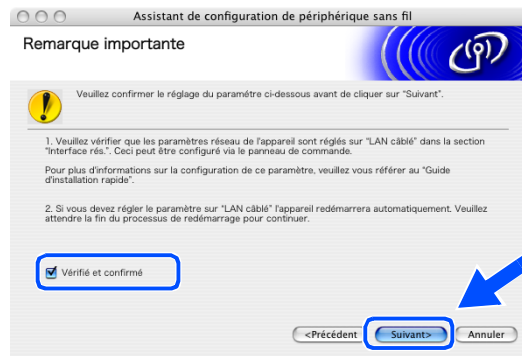 Assistant de configuration de périphérique sans fil
Remarque importante
Veuillez confirmer le réglage du paramétre ci-dessous avant de cliquer sur "Suivant".
1. Veuillez vérifier que les paramètres réseau de l'appareil sont réglés sur "LAN câblé" dans la section
"Interface rés.". Ceci peut être configuré via le panneau de commande.
Pour plus d'informations sur la configuration de ce paramètre, veuillez vous référer au "Guide
d'installation rapide".
2. Si vous devez régler le paramètre sur "LAN câblé" l'appareil redémarrera automatiquement. Veuillez
attendre la fin du processus de redémarrage pour continuer.
Vérifié et confirmé
<Précédent Suivant> Annuler